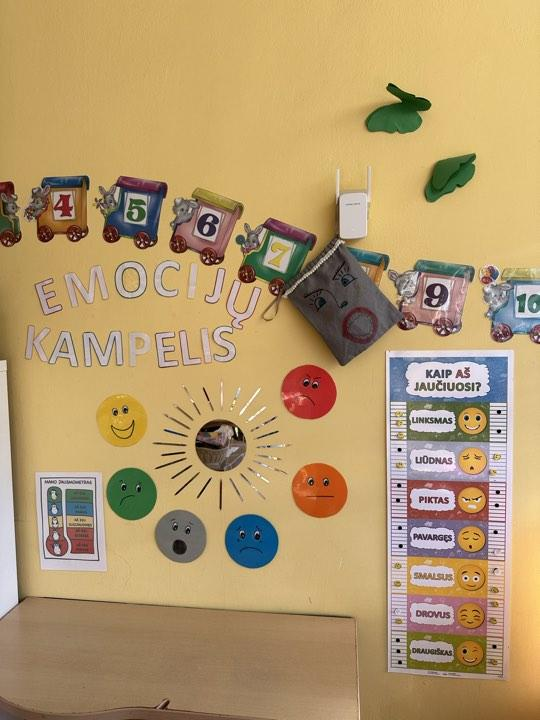 4
5
6
7
9
10
EMOCIJŲ
KAMPELIS
KAIP AŠ
JAUČIUOSI?
LINKSMAS
LIŪDNAS
PIKTAS
PAVARGĘS
SMALSUS
DROVUS
DRAUGIŠKAS
MANO JAUSMOMETRAS